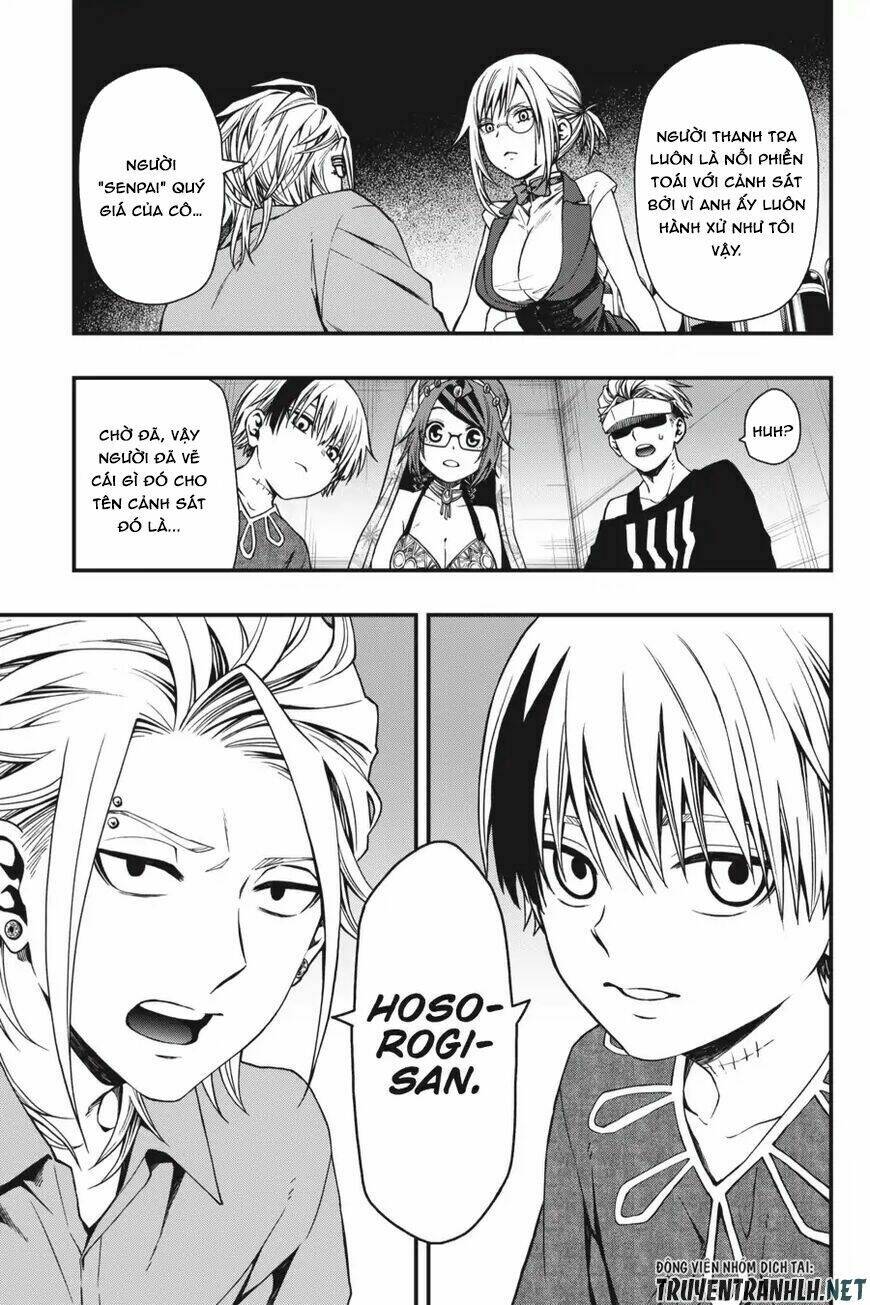 NGƯỜI THANH TRA
LUÔN LÀ NỖI PHIỀN
TOÁI VỚI CẢNH SÁT
BỞI VÌ ANH ẤY LUÔN
HÀNH XỬ NHƯ TÔI
VẬY.
NGƯỜI
"SENPAI" QUÝ
GIÁ CỦA CÔ...
HUH?
CHỜ ĐÃ, VẬY
NGƯỜI ĐÃ VẼ
CÁI GÌ ĐÓ CHO
TÊN CẢNH SÁT
ĐÓ LÀ...
HOSO-
ROGI-
SAN.
ĐỘNG VIÊN NHÓM DỊCH TẠI:
TRUYENTRANHLH.NET